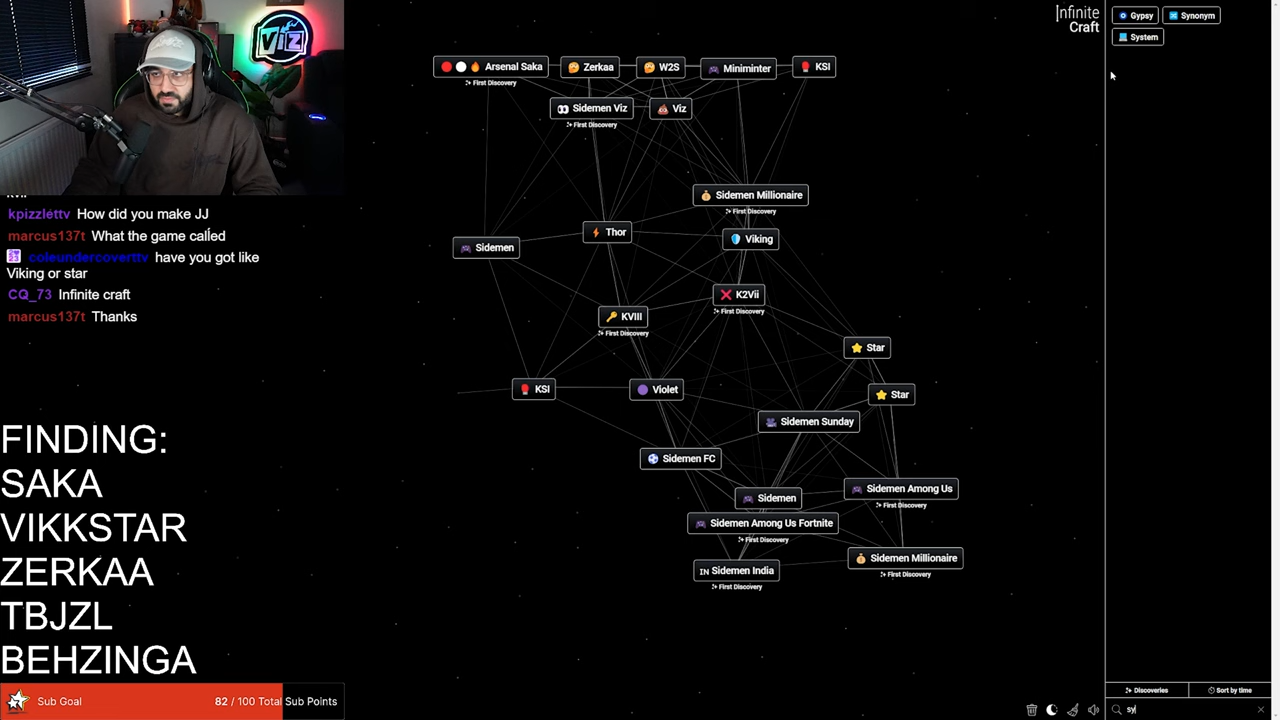 VIZ
kpizzlettv How did you make JJ
marcus137t What the game called
coleundercoverttv have you got like
Viking or star
CQ_73 Infinite craft
marcus137t Thanks
FINDING:
SAKA
VIKKSTAR
ZERKAA
TBJZL
BEHZINGA
Sub Goal 82 / 100 Total Sub Points
Arsenal Saka Zerkaa W2S Miniminter KSI
First Discovery
Sidemen Viz Viz
First Discovery
Sidemen Millionaire
First Discovery
Thor Viking
Sidemen
K2Vii
First Discovery
KVIII
First Discovery
Star
KSI Violet Star
Sidemen Sunday
Sidemen FC
Sidemen Sidemen Among Us
First Discovery
Sidemen Among Us Fortnite
First Discovery
IN Sidemen India Sidemen Millionaire
First Discovery First Discovery
Infinite
Craft
Gypsy Synonym
System
Discoveries Sort by time
sy